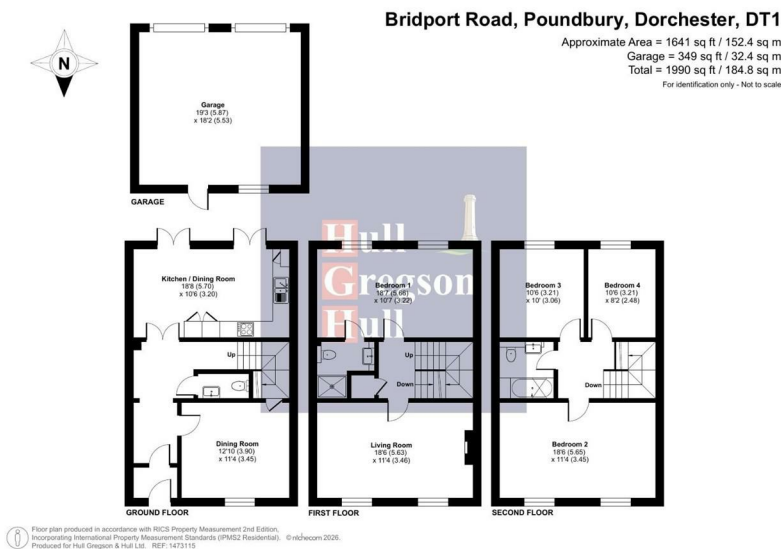 Bridport Road, Poundbury, Dorchester, DT1
Approximate Area = 1641 sq ft / 152.4 sq m
Garage = 349 sq ft / 32.4 sq m
Total = 1990 sq ft / 184.8 sq m
For identification only - Not to scale
N
Garage
19'3 (5.87)
x 18'2 (5.53)
GARAGE
Hull
Gregson
Hull
Kitchen / Dining Room
18'8 (5.70)
x 10'6 (3.20)
Up
Dining Room
12'10 (3.90)
x 11'4 (3.45)
GROUND FLOOR
Bedroom 1
18'7 (5.66)
x 10'7 (3.22)
Up
Down
Living Room
18'6 (5.63)
x 11'4 (3.46)
FIRST FLOOR
Bedroom 3
10'6 (3.21)
x 10' (3.06)
Bedroom 4
10'6 (3.21)
x 8'2 (2.48)
Down
Bedroom 2
18'6 (5.65)
x 11'4 (3.45)
SECOND FLOOR
Floor plan produced in accordance with RICS Property Measurement 2nd Edition,
Incorporating International Property Measurement Standards (IPMS2 Residential). © nichecom 2026.
Produced for Hull Gregson & Hull Ltd. REF: 1473115